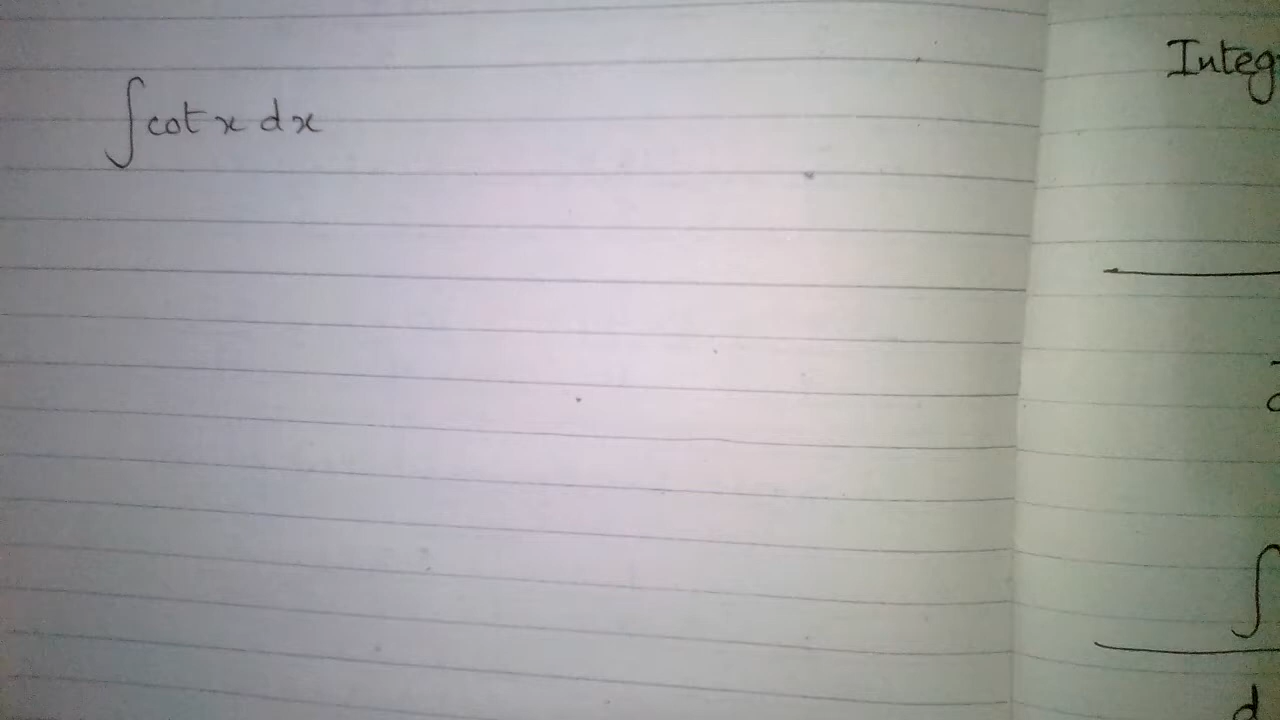 ∫cot x dx
Integ
∫
d